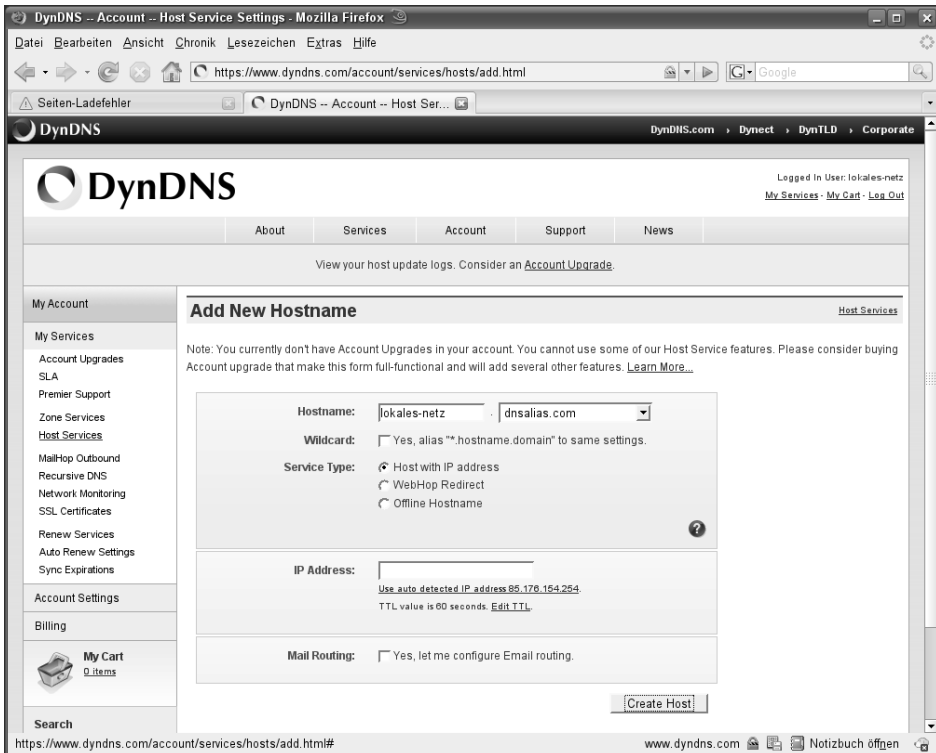 DynDNS -- Account -- Host Service Settings - Mozilla Firefox
Datei Bearbeiten Ansicht Chronik Lesezeichen Extras Hilfe
https://www.dyndns.com/account/services/hosts/add.html
G Google
Seiten-Ladefehler
DynDNS -- Account -- Host Ser...
DynDNS
DynDNS.com › Dynect › DynTLD › Corporate
DynDNS
Logged In User: lokales-netz
My Services - My Cart - Log Out
About Services Account Support News
View your host update logs. Consider an Account Upgrade.
My Account
My Services
Account Upgrades
SLA
Premier Support
Zone Services
Host Services
MailHop Outbound
Recursive DNS
Network Monitoring
SSL Certificates
Renew Services
Auto Renew Settings
Sync Expirations
Account Settings
Billing
My Cart
0 items
Search
Add New Hostname
Host Services
Note: You currently don't have Account Upgrades in your account. You cannot use some of our Host Service features. Please consider buying
Account upgrade that make this form full-functional and will add several other features. Learn More...
Hostname: lokales-netz . dnsalias.com
Wildcard: Yes, alias "*.hostname.domain" to same settings.
Service Type: Host with IP address
WebHop Redirect
Offline Hostname
?
IP Address:
Use auto detected IP address 85.176.154.254.
TTL value is 60 seconds. Edit TTL.
Mail Routing: Yes, let me configure Email routing.
Create Host
https://www.dyndns.com/account/services/hosts/add.html#
www.dyndns.com
Notizbuch öffnen